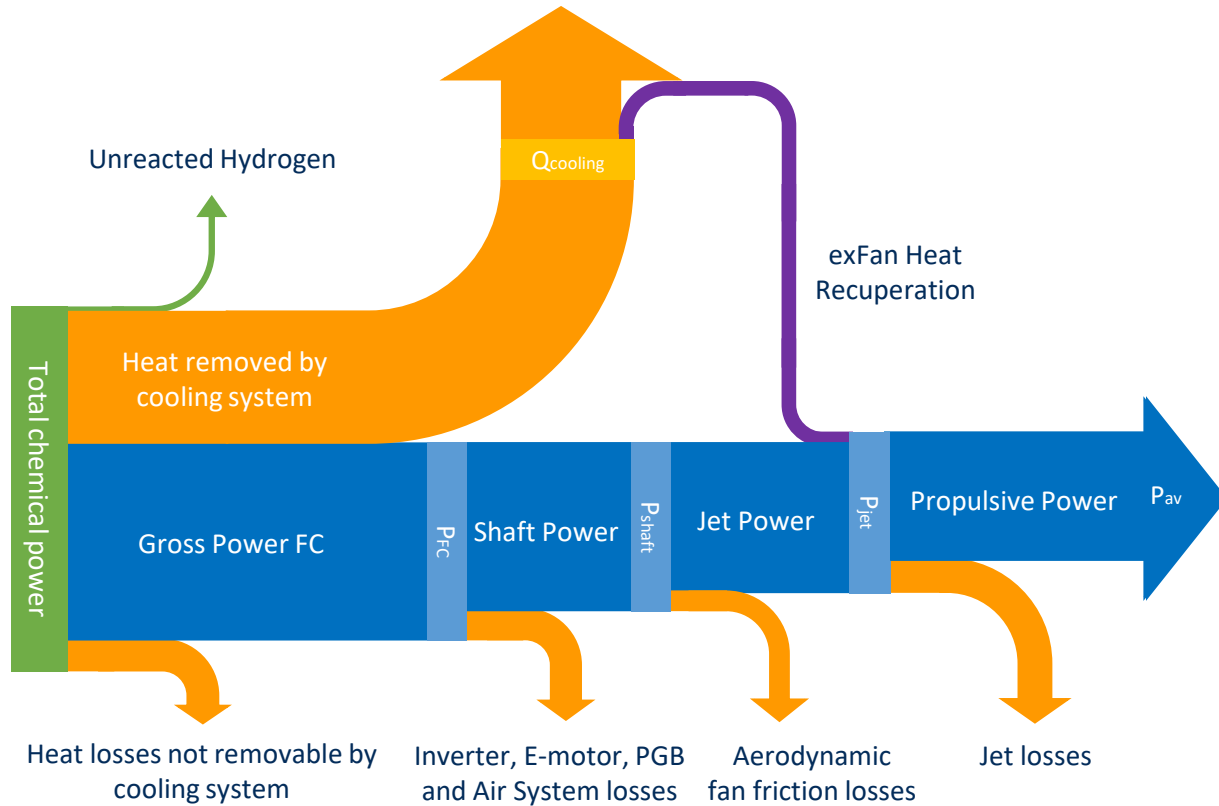 Qcooling
Unreacted Hydrogen
exFan Heat
Recuperation
Total chemical power
Heat removed by
cooling system
Gross Power FC
PFC
Shaft Power
Pshaft
Jet Power
Pjet
Propulsive Power
Pav
Heat losses not removable by
cooling system
Inverter, E-motor, PGB
and Air System losses
Aerodynamic
fan friction losses
Jet losses